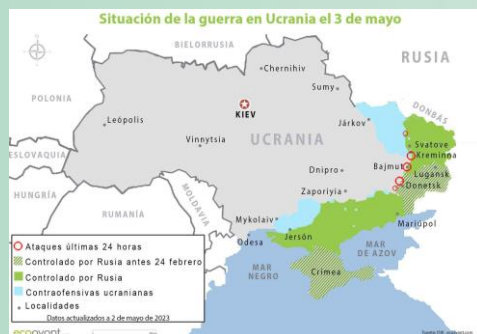 Situación de la guerra en Ucrania el 3 de mayo
BIELORRUSIA
RUSIA
Chernihiv
Sumy
POLONIA
KIEV
DONBÁS
Leópolis
Járkov
Vinnytsia
UCRANIA
Svatove
Kreminna
ESLOVAQUIA
Dnipro
Bajmut
Lugansk
Donetsk
HUNGRÍA
Zaporiyia
MOLDAVIA
RUMANÍA
Mykolaiv
Mariúpol
Odesa
Jersón
MAR
DE AZOV
MAR
NEGRO
Crimea
Ataques últimas 24 horas
Controlado por Rusia antes 24 febrero
Controlado por Rusia
Contraofensivas ucranianas
Localidades
Datos actualizados a 2 de mayo de 2023
ecoavant